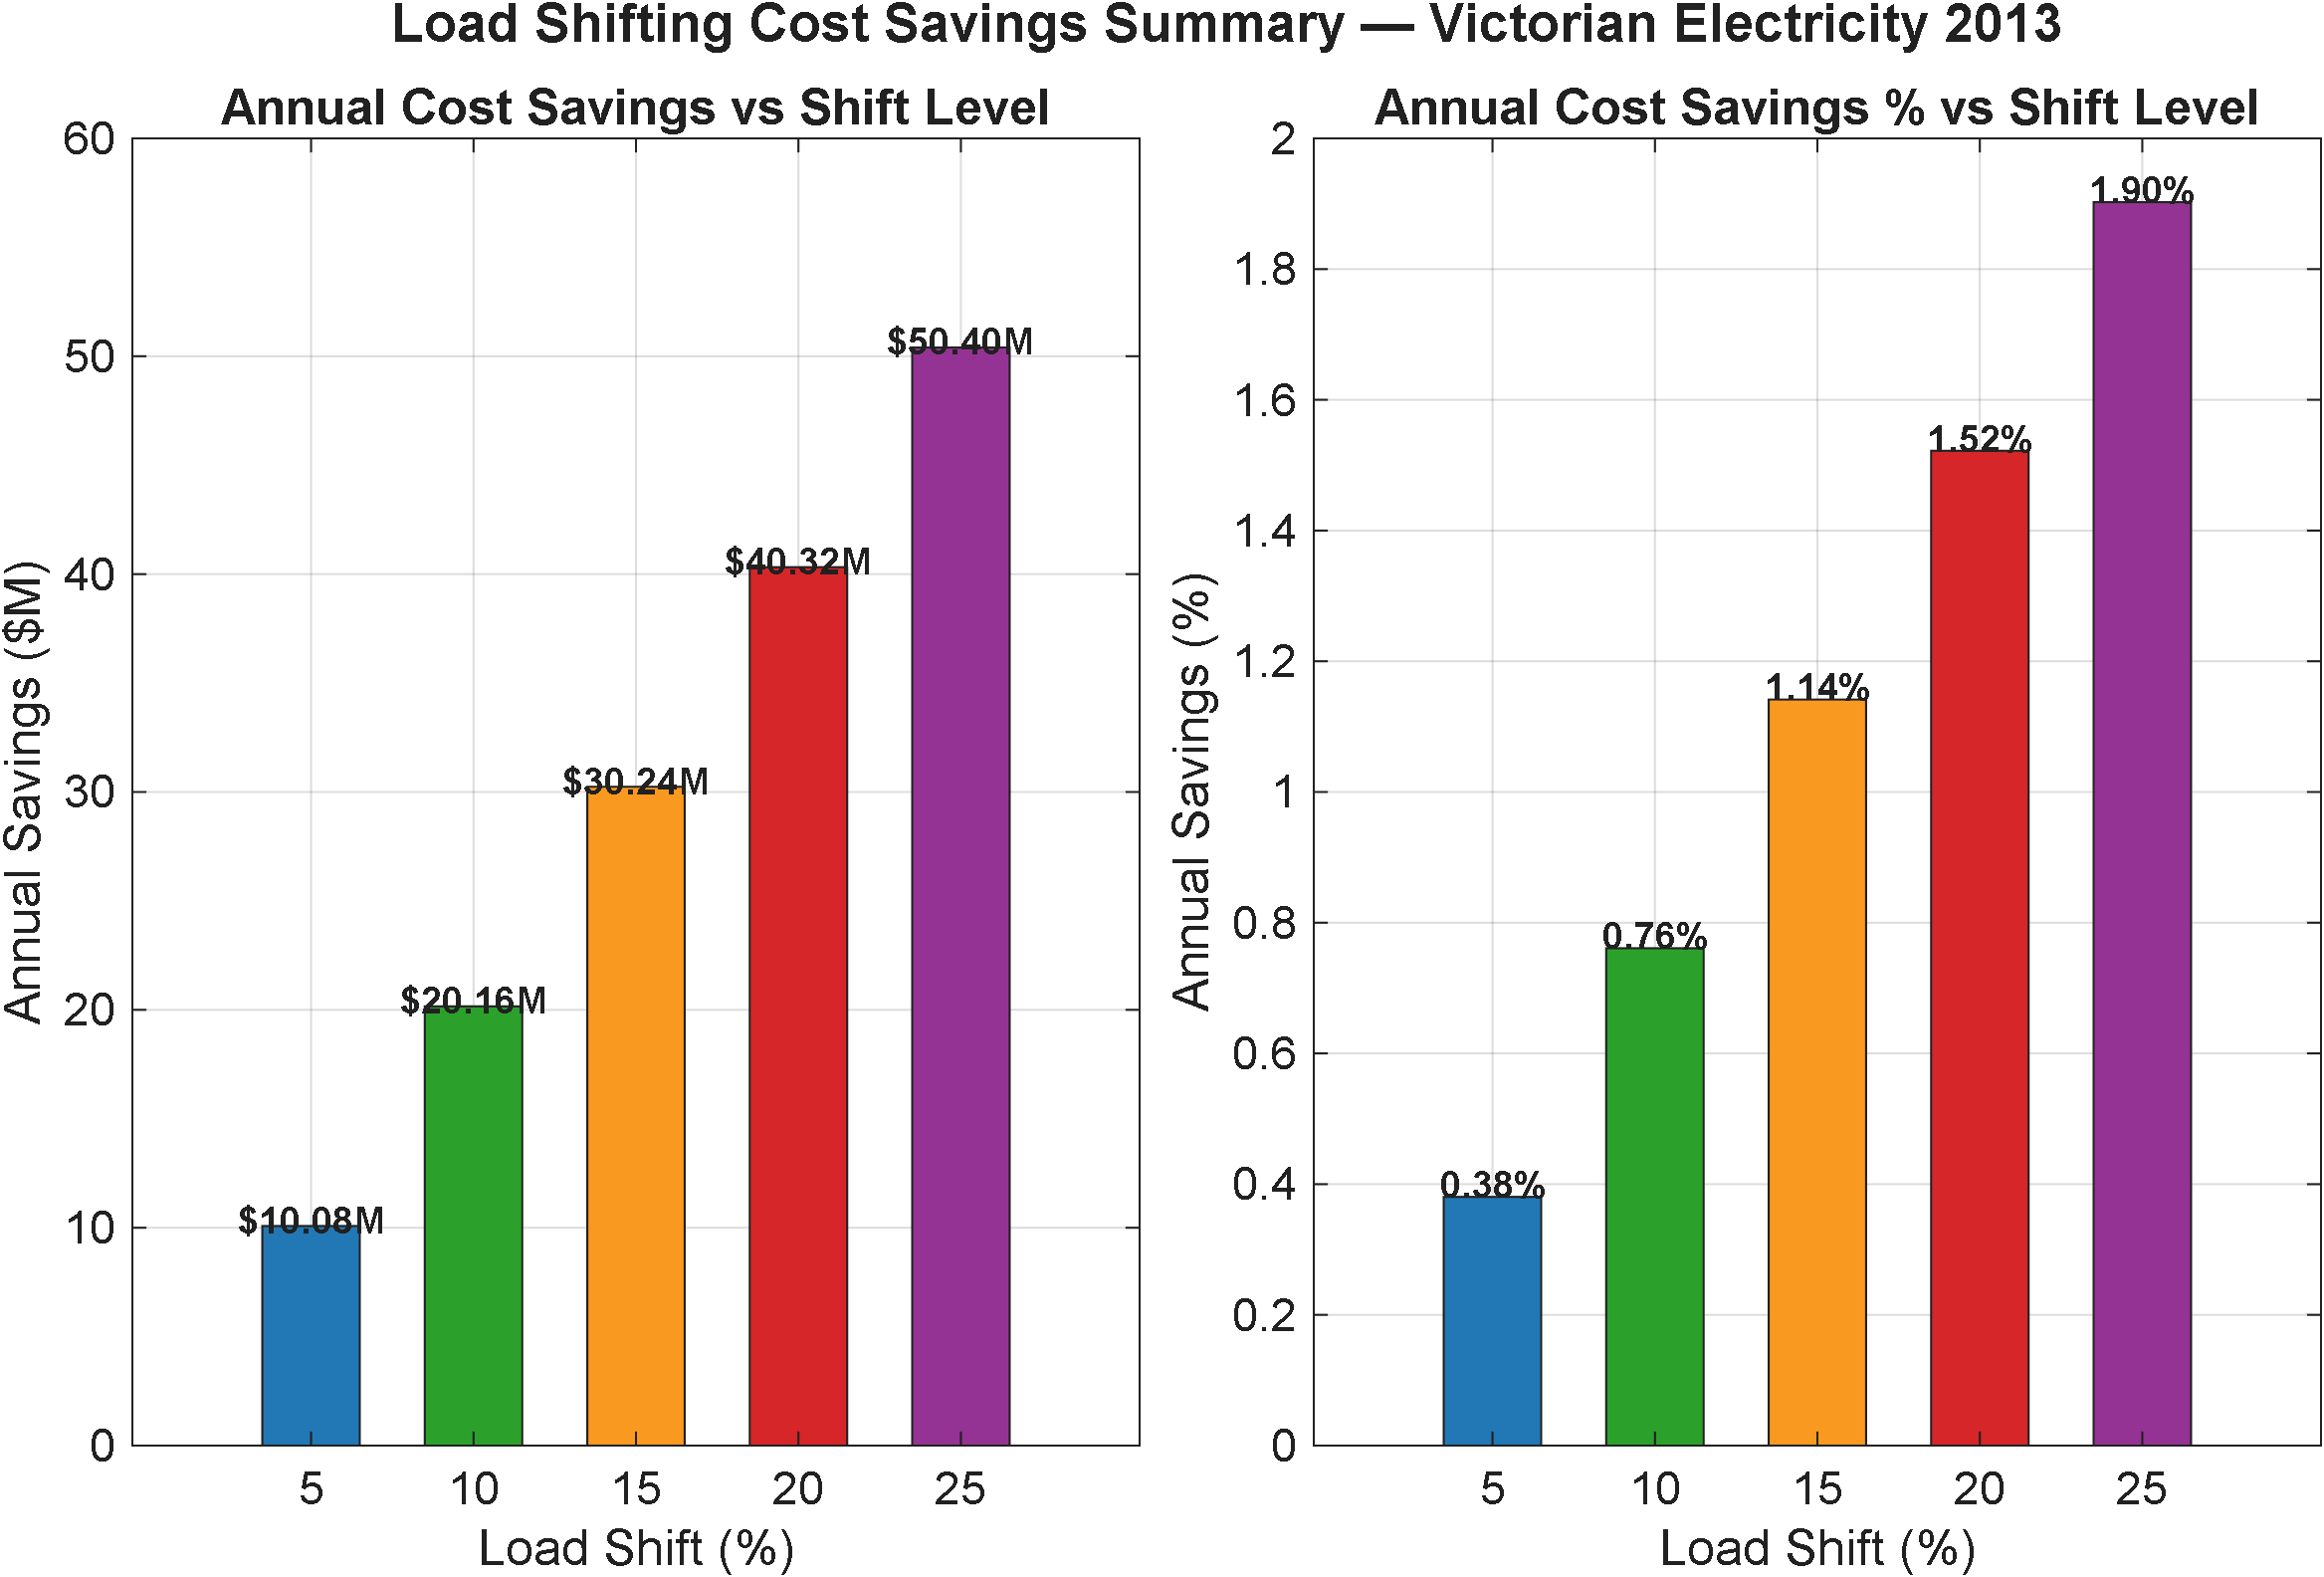 Load Shifting Cost Savings Summary — Victorian Electricity 2013
Annual Cost Savings vs Shift Level
60
50
40
30
20
10
0
Annual Savings ($M)
$10.08M
$20.16M
$30.24M
$40.32M
$50.40M
5 10 15 20 25
Load Shift (%)
Annual Cost Savings % vs Shift Level
2
1.8
1.6
1.4
1.2
1
0.8
0.6
0.4
0.2
0
Annual Savings (%)
0.38%
0.76%
1.14%
1.52%
1.90%
5 10 15 20 25
Load Shift (%)